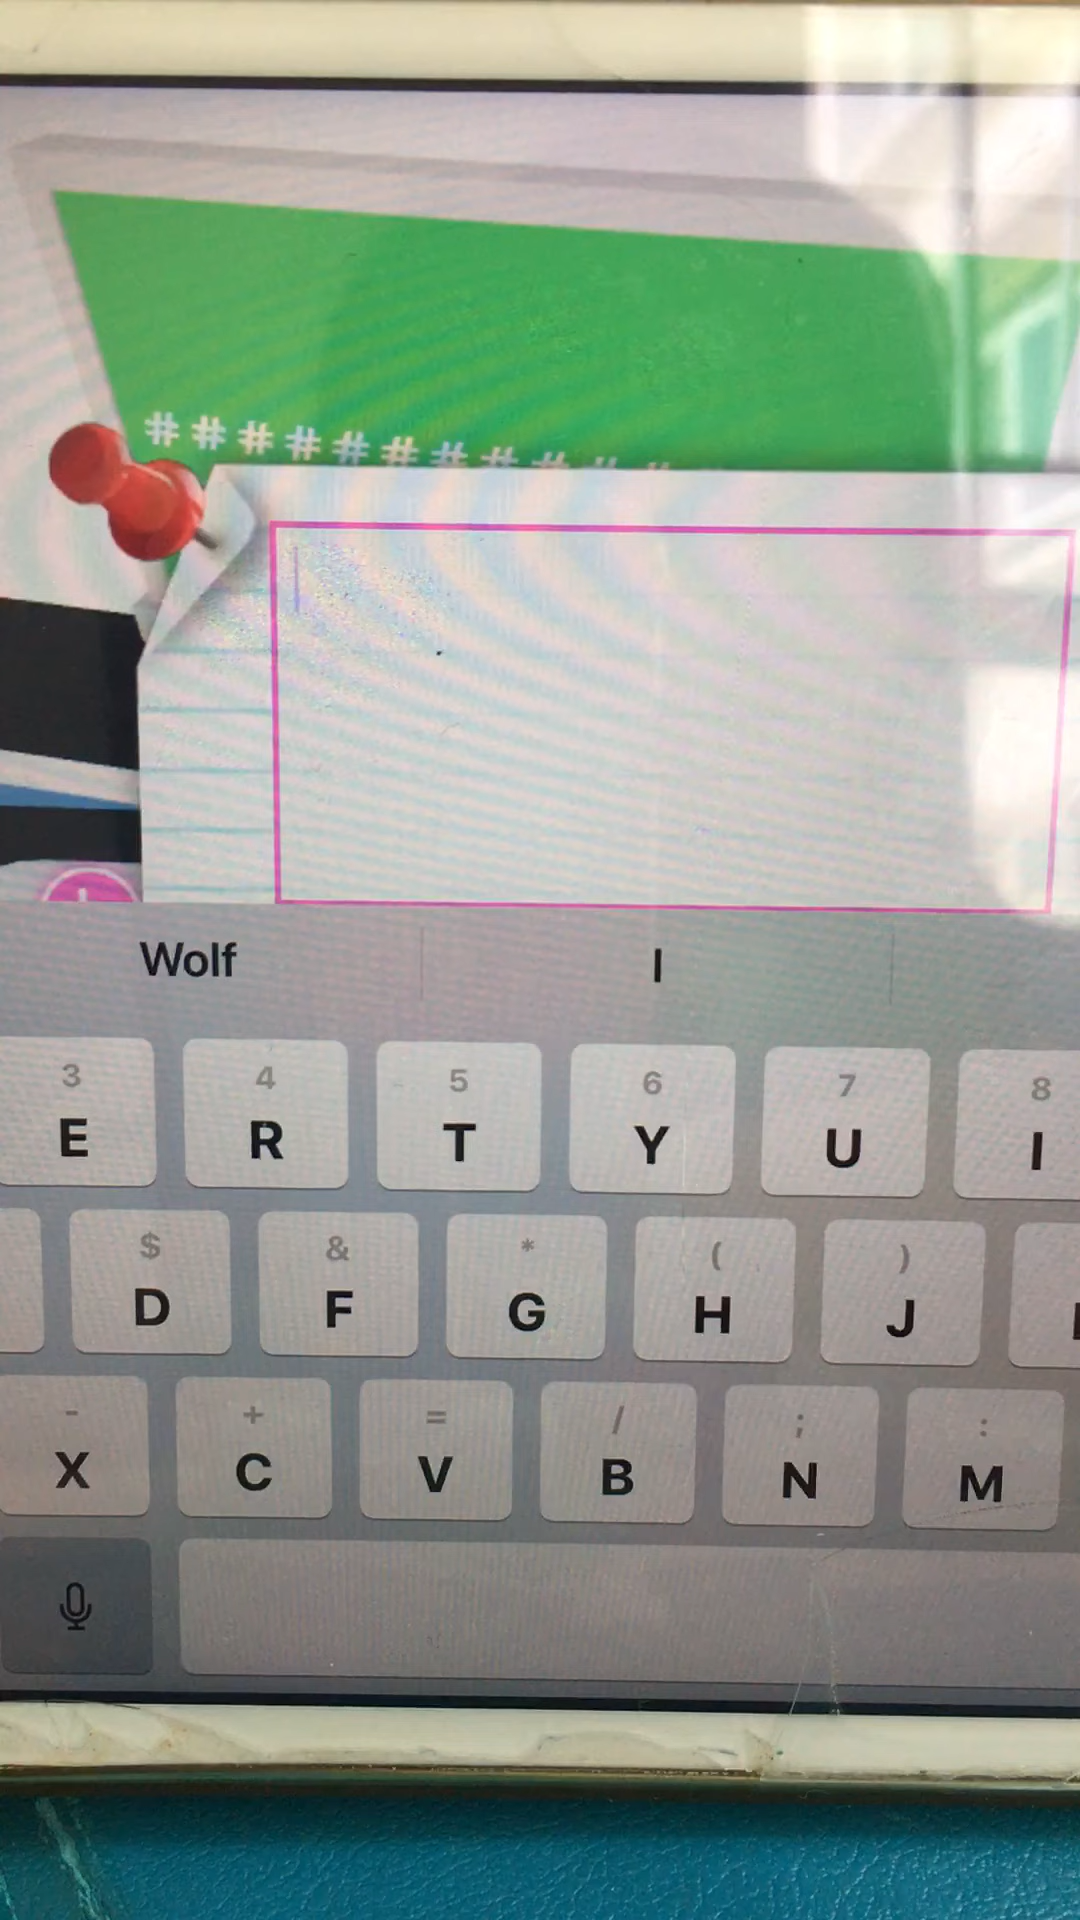 ###########
Wolf I
3 4 5 6 7 8
E R T Y U I
$ & * ( )
D F G H J
- + = / ; :
X C V B N M